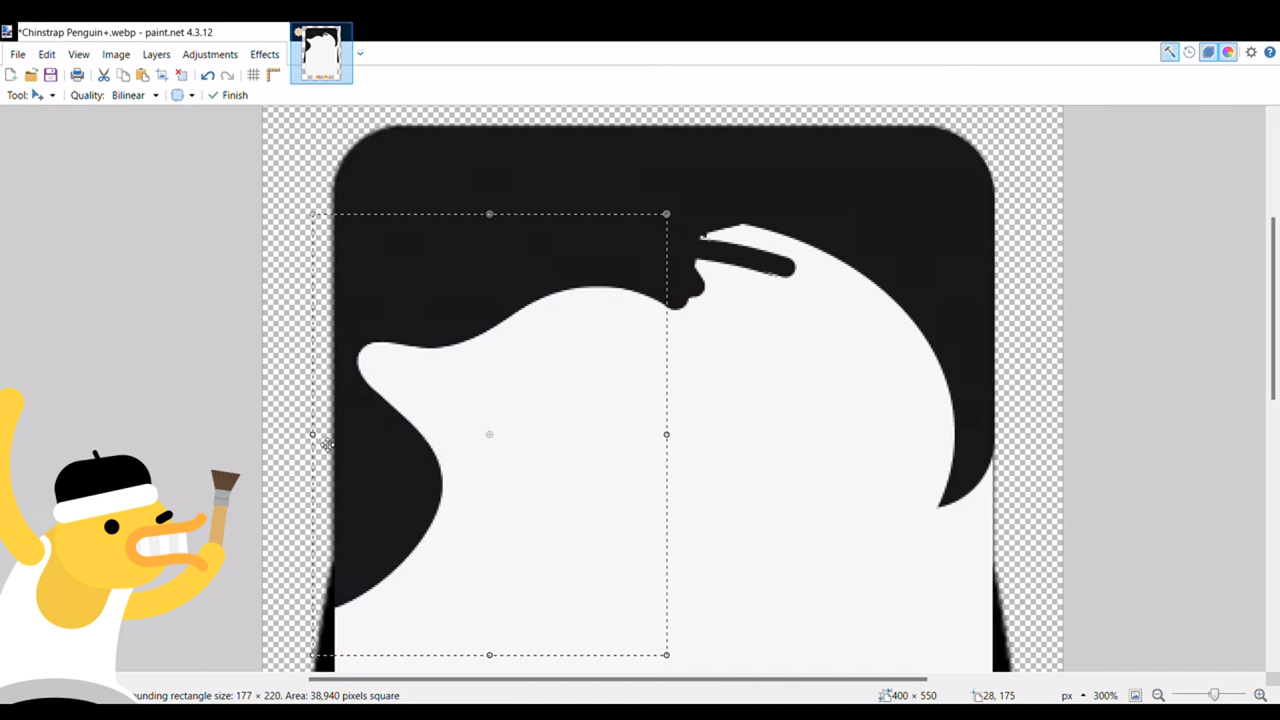 *Chinstrap Penguin+.webp - paint.net 4.3.12
File Edit View Image Layers Adjustments Effects
Tool: Quality: Bilinear Finish
ounding rectangle size: 177 × 220. Area: 38,940 pixels square 400 × 550 28, 175 px 300%